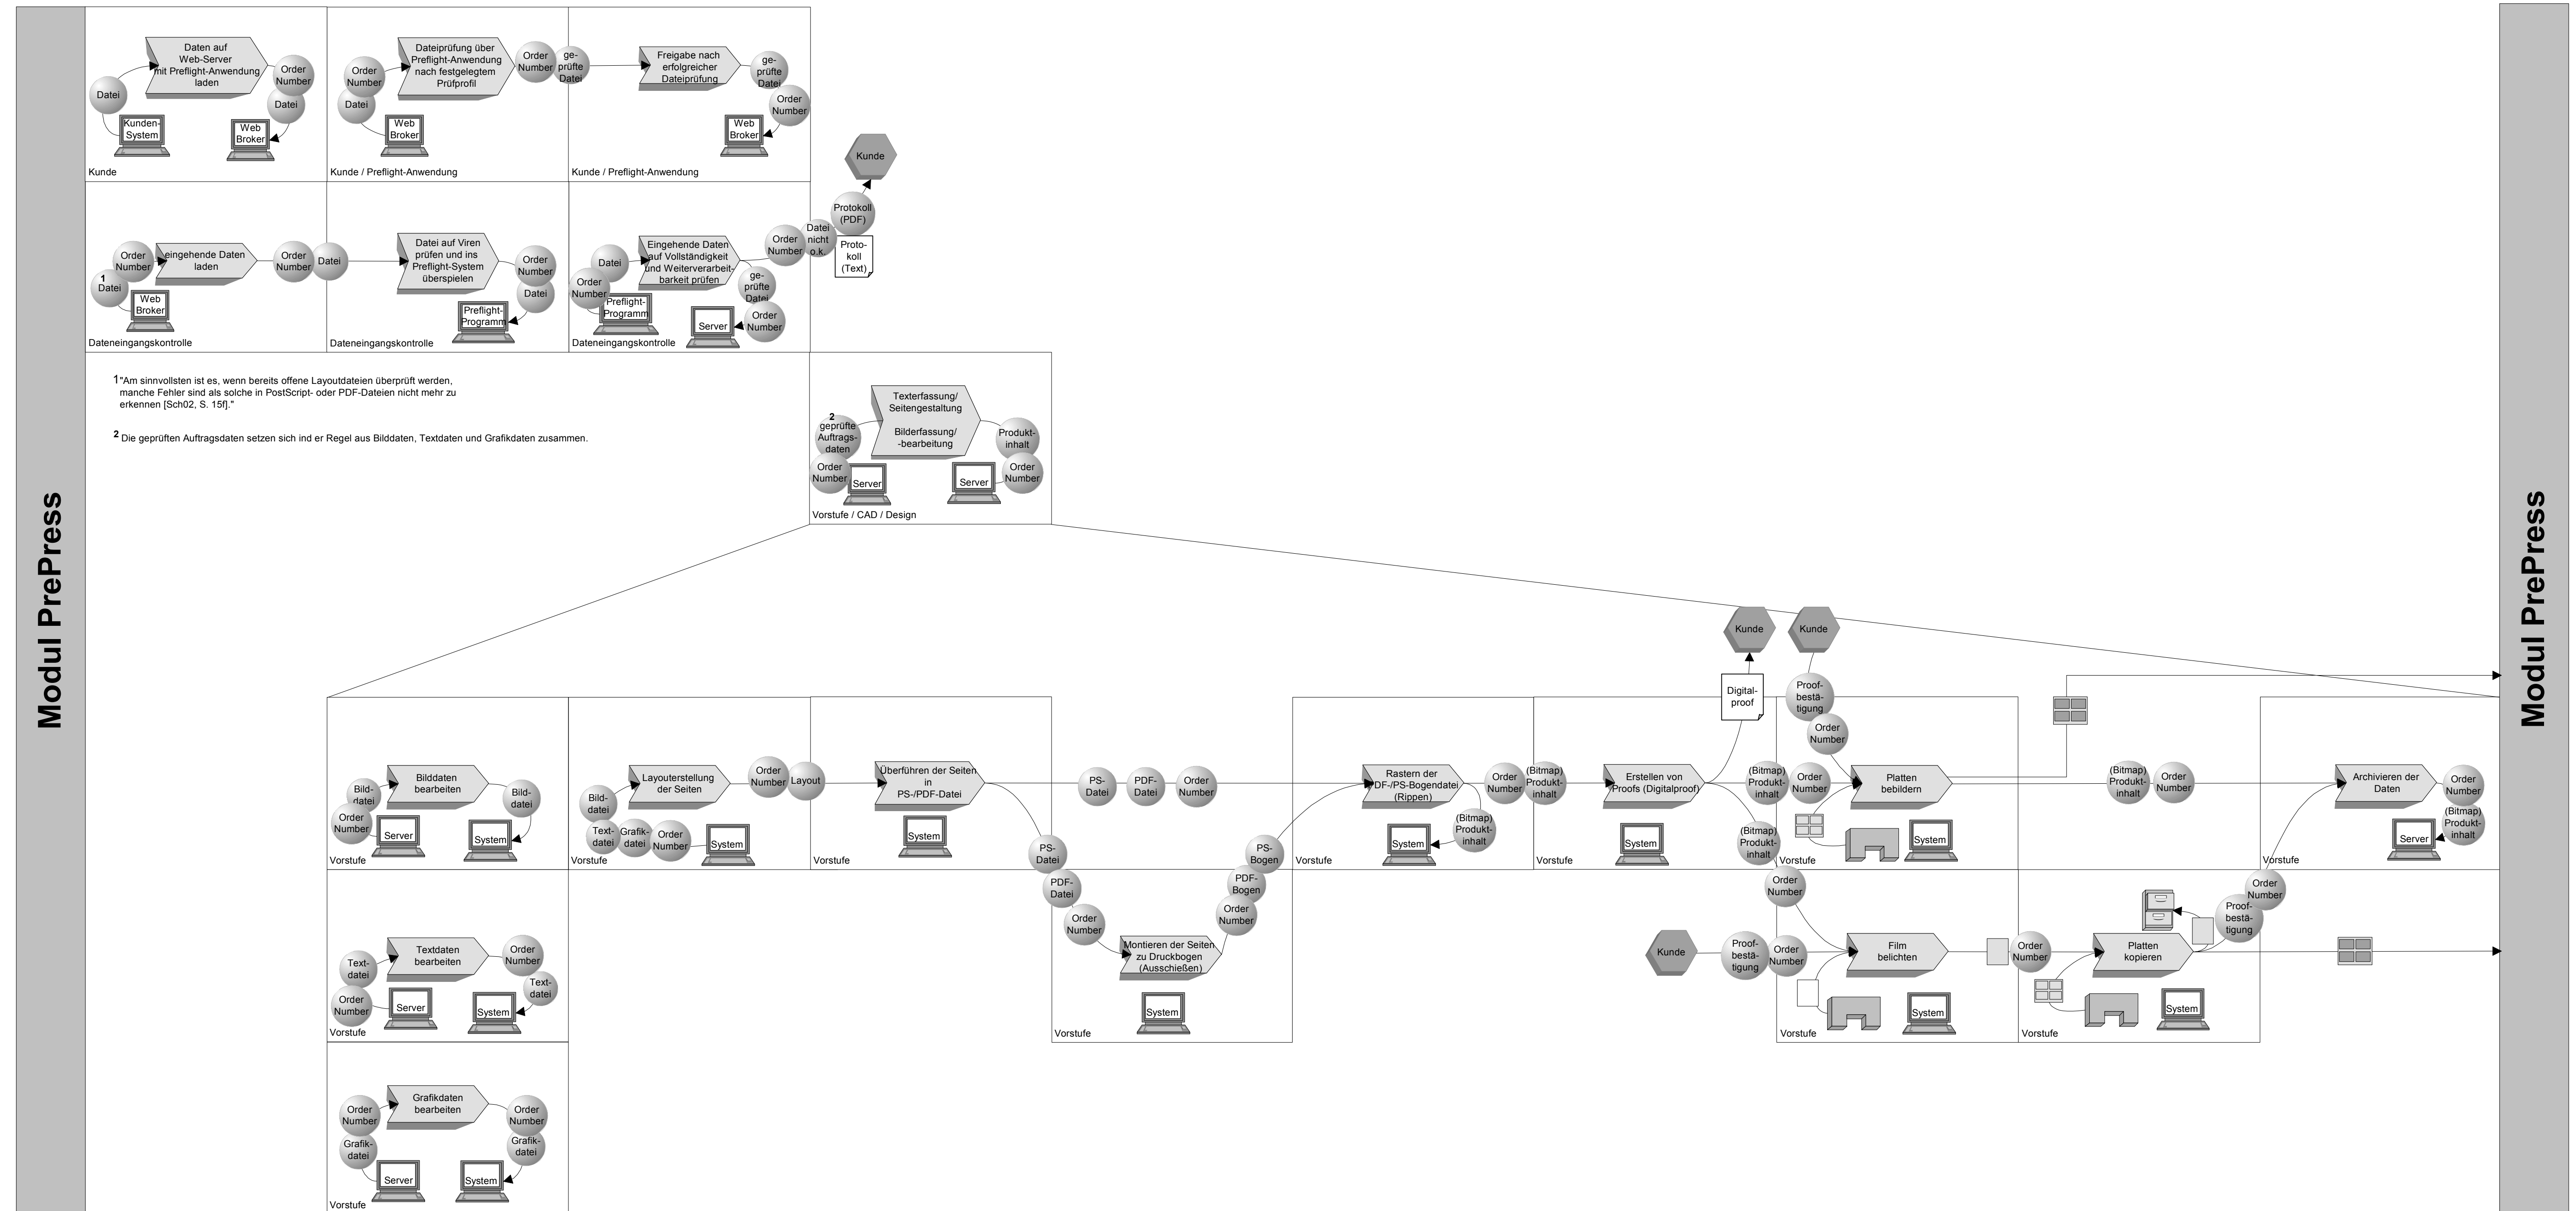 Modul PrePress
Daten auf
Web-Server
mit Preflight-Anwendung
laden
Datei
Kunden-
System
Order
Number
Datei
Web
Broker
Kunde
Order
Number
Datei
Dateiprüfung über
Preflight-Anwendung
nach festgelegtem
Prüfprofil
Web
Broker
Order
Number
ge-
prüfte
Datei
Kunde / Preflight-Anwendung
Freigabe nach
erfolgreicher
Dateiprüfung
ge-
prüfte
Datei
Order
Number
Web
Broker
Kunde / Preflight-Anwendung
Kunde
Protokoll
(PDF)
Datei
nicht
o.k.
Order
Number
Proto-
koll
(Text)
Order
Number
1
Datei
eingehende Daten
laden
Web
Broker
Order
Number
Datei
Dateneingangskontrolle
Datei auf Viren
prüfen und ins
Preflight-System
überspielen
Order
Number
Datei
Preflight-
Programm
Dateneingangskontrolle
Datei
Order
Number
Preflight-
Programm
Eingehende Daten
auf Vollständigkeit
und Weiterverarbeit-
barkeit prüfen
ge-
prüfte
Datei
Order
Number
Server
Dateneingangskontrolle
1 "Am sinnvollsten ist es, wenn bereits offene Layoutdateien überprüft werden,
manche Fehler sind als solche in PostScript- oder PDF-Dateien nicht mehr zu
erkennen [Sch02, S. 15f]."
2 Die geprüften Auftragsdaten setzen sich ind er Regel aus Bilddaten, Textdaten und Grafikdaten zusammen.
2
geprüfte
Auftrags-
daten
Order
Number
Server
Texterfassung/
Seitengestaltung
Bilderfassung/
-bearbeitung
Produkt-
inhalt
Order
Number
Server
Vorstufe / CAD / Design
Bild-
datei
Order
Number
Server
Bilddaten
bearbeiten
Bild-
datei
System
Vorstufe
Bild-
datei
Text-
datei
Grafik-
datei
Order
Number
System
Layouterstellung
der Seiten
Order
Number
Layout
Vorstufe
Überführen der Seiten
in
PS-/PDF-Datei
System
Vorstufe
PS-
Datei
PDF-
Datei
Order
Number
PS-
Datei
PDF-
Datei
Order
Number
Montieren der Seiten
zu Druckbogen
(Ausschießen)
System
Vorstufe
Order
Number
PDF-
Bogen
PS-
Bogen
Rastern der
PDF-/PS-Bogendatei
(Rippen)
System
(Bitmap)
Produkt-
inhalt
Vorstufe
Order
Number
(Bitmap)
Produkt-
inhalt
Erstellen von
Proofs (Digitalproof)
System
Vorstufe
Digital-
proof
Kunde
Kunde
Proof-
bestä-
tigung
Order
Number
(Bitmap)
Produkt-
inhalt
Order
Number
Platten
bebildern
System
Vorstufe
(Bitmap)
Produkt-
inhalt
Order
Number
(Bitmap)
Produkt-
inhalt
Order
Number
Archivieren der
Daten
Order
Number
(Bitmap)
Produkt-
inhalt
Server
Vorstufe
Kunde
Proof-
bestä-
tigung
Order
Number
Film
belichten
System
Vorstufe
Order
Number
Platten
kopieren
System
Vorstufe
Proof-
bestä-
tigung
Order
Number
Text-
datei
Order
Number
Server
Textdaten
bearbeiten
Order
Number
Text-
datei
System
Vorstufe
Order
Number
Grafik-
datei
Server
Grafikdaten
bearbeiten
Order
Number
Grafik-
datei
System
Vorstufe
Modul PrePress